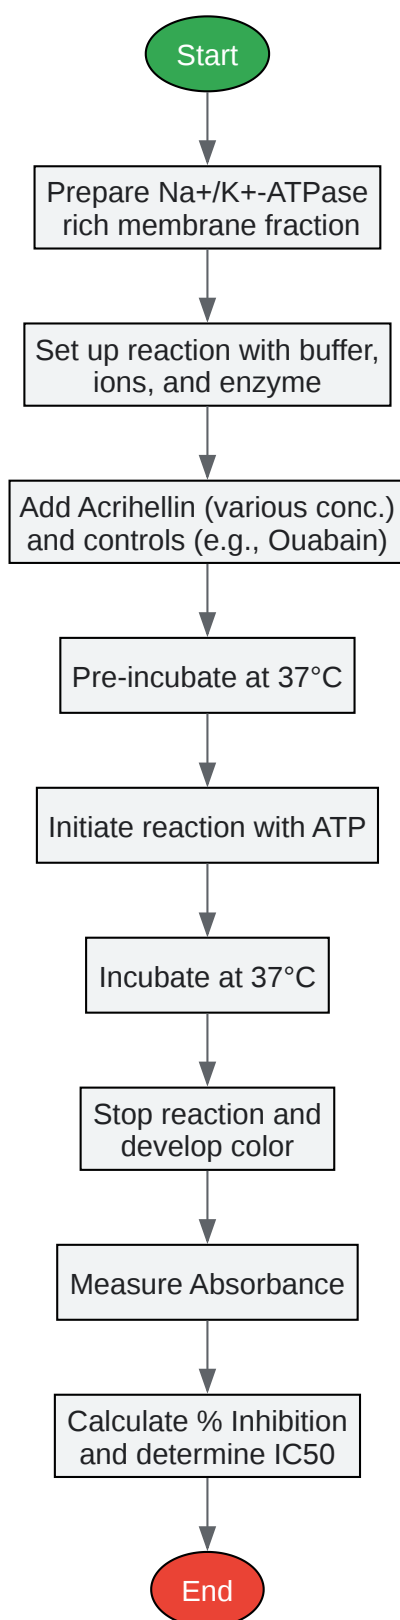 Start
Prepare Na+/K+-ATPase
rich membrane fraction
Set up reaction with buffer,
ions, and enzyme
Add Acrihellin (various conc.)
and controls (e.g., Ouabain)
Pre-incubate at 37°C
Initiate reaction with ATP
Incubate at 37°C
Stop reaction and
develop color
Measure Absorbance
Calculate % Inhibition
and determine IC50
End